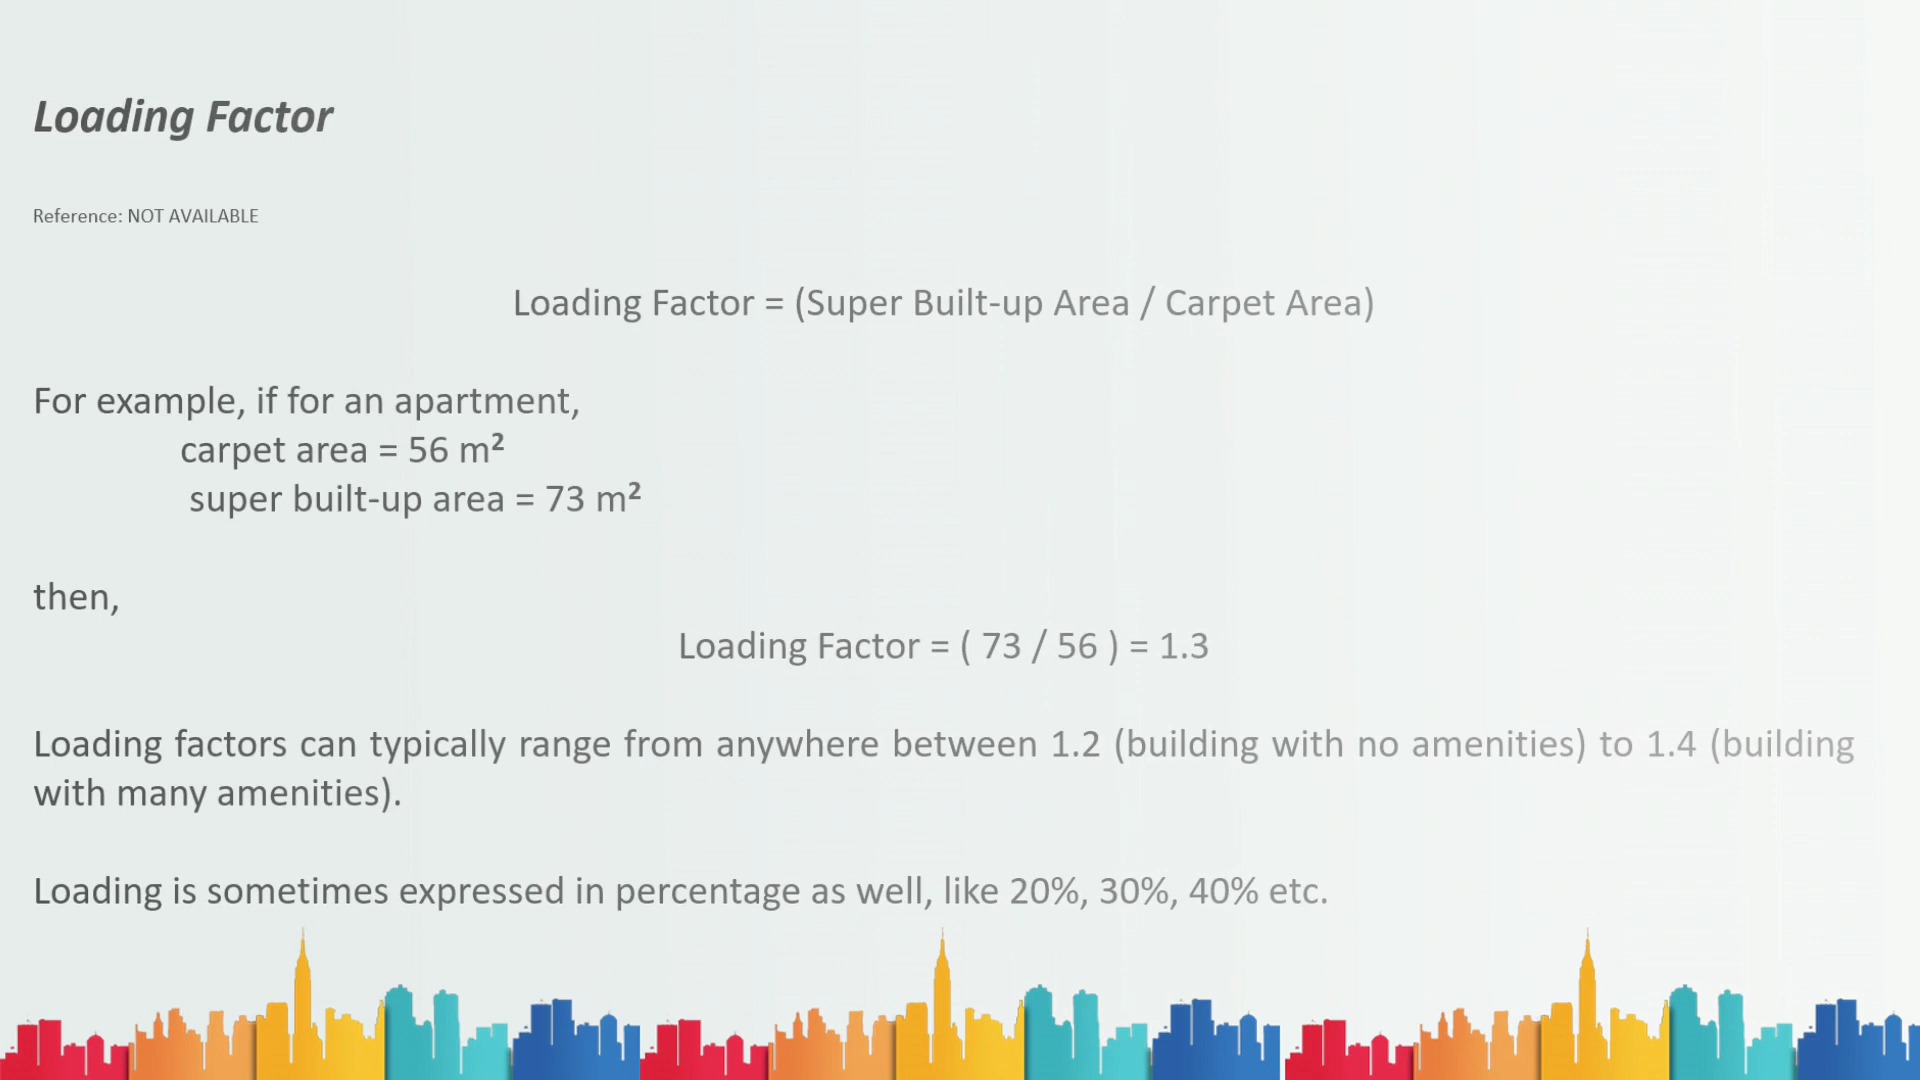 Loading Factor
Reference: NOT AVAILABLE
Loading Factor = (Super Built-up Area / Carpet Area)
For example, if for an apartment,
carpet area = 56 m²
super built-up area = 73 m²
then,
Loading Factor = ( 73 / 56 ) = 1.3
Loading factors can typically range from anywhere between 1.2 (building with no amenities) to 1.4 (building
with many amenities).
Loading is sometimes expressed in percentage as well, like 20%, 30%, 40% etc.